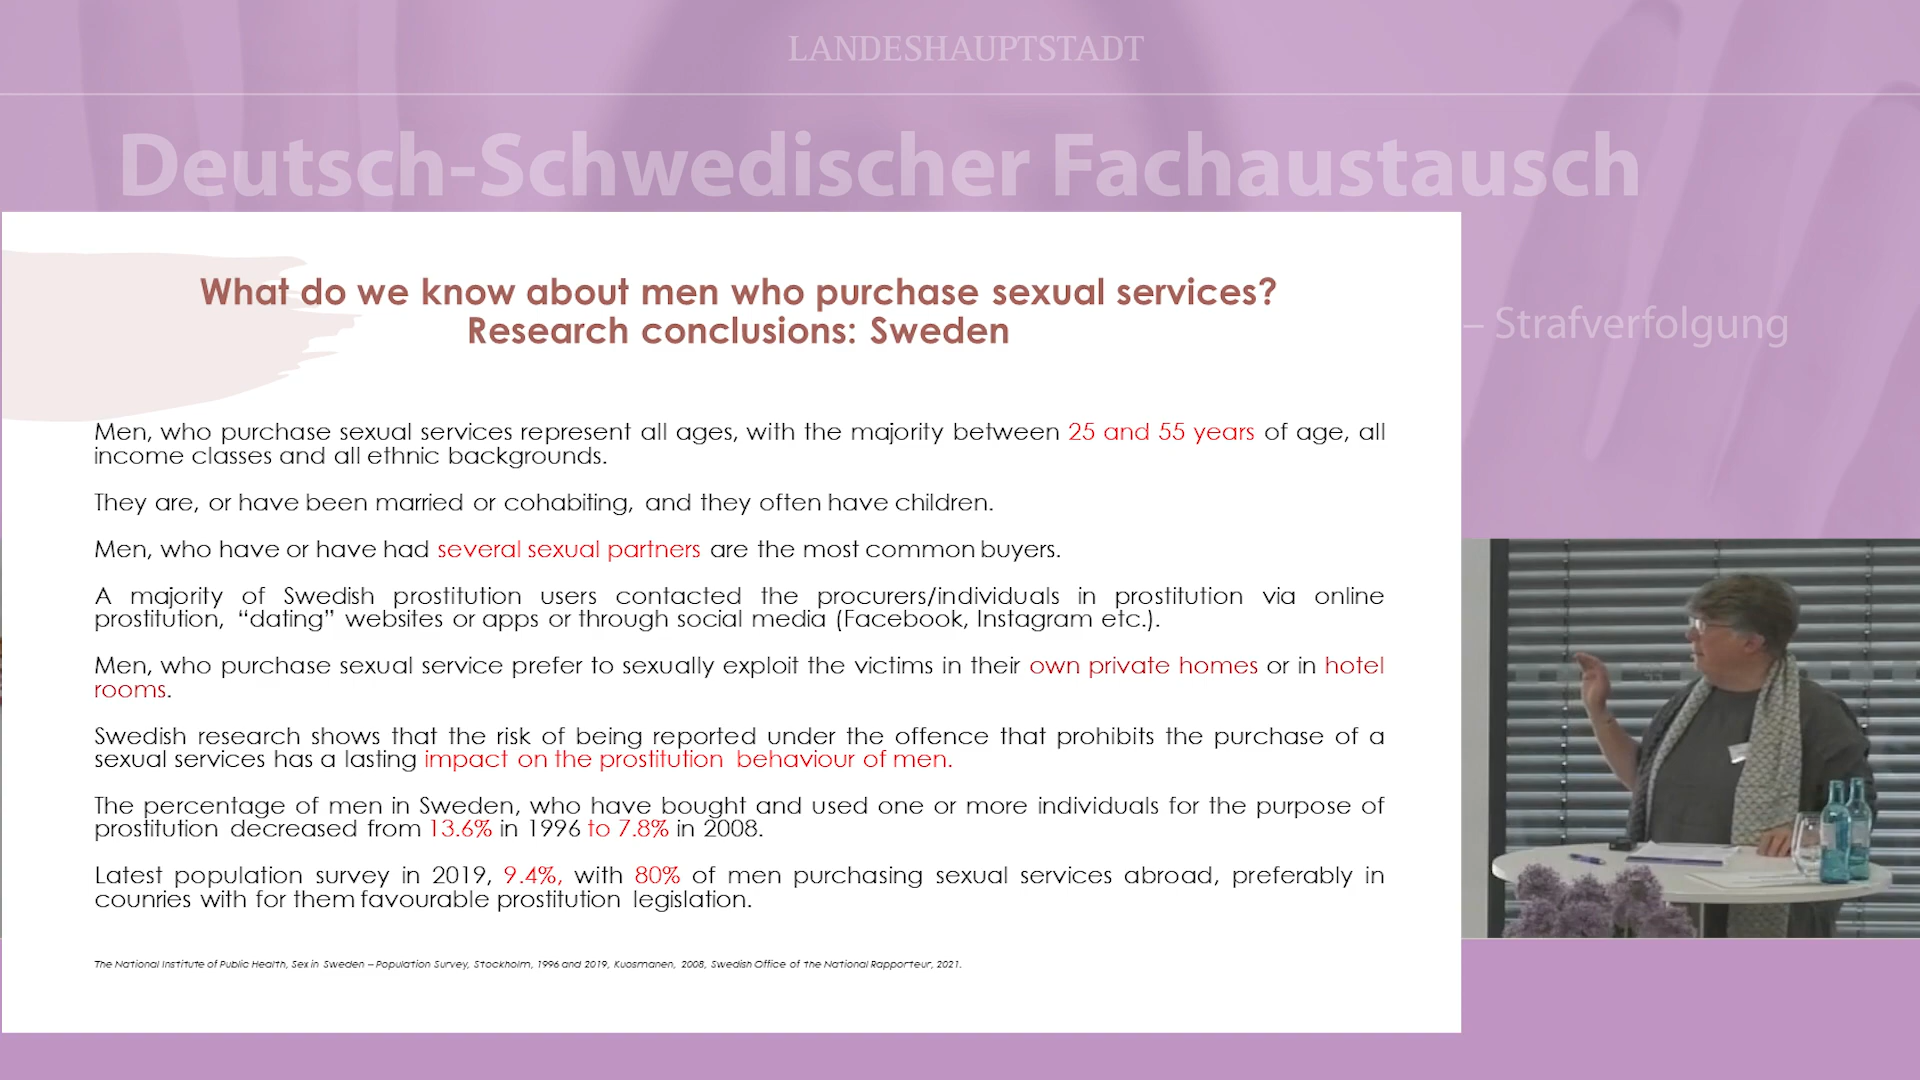 LANDESHAUPTSTADT
Deutsch-Schwedischer Fachaustausch
– Strafverfolgung
What do we know about men who purchase sexual services?
Research conclusions: Sweden
Men, who purchase sexual services represent all ages, with the majority between 25 and 55 years of age, all
income classes and all ethnic backgrounds.
They are, or have been married or cohabiting, and they often have children.
Men, who have or have had several sexual partners are the most common buyers.
A majority of Swedish prostitution users contacted the procurers/individuals in prostitution via online
prostitution, “dating” websites or apps or through social media (Facebook, Instagram etc.).
Men, who purchase sexual service prefer to sexually exploit the victims in their own private homes or in hotel
rooms.
Swedish research shows that the risk of being reported under the offence that prohibits the purchase of a
sexual services has a lasting impact on the prostitution behaviour of men.
The percentage of men in Sweden, who have bought and used one or more individuals for the purpose of
prostitution decreased from 13.6% in 1996 to 7.8% in 2008.
Latest population survey in 2019, 9.4%, with 80% of men purchasing sexual services abroad, preferably in
counries with for them favourable prostitution legislation.
The National Institute of Public Health, Sex in Sweden – Population Survey, Stockholm, 1996 and 2019, Kuosmanen, 2008, Swedish Office of the National Rapporteur, 2021.